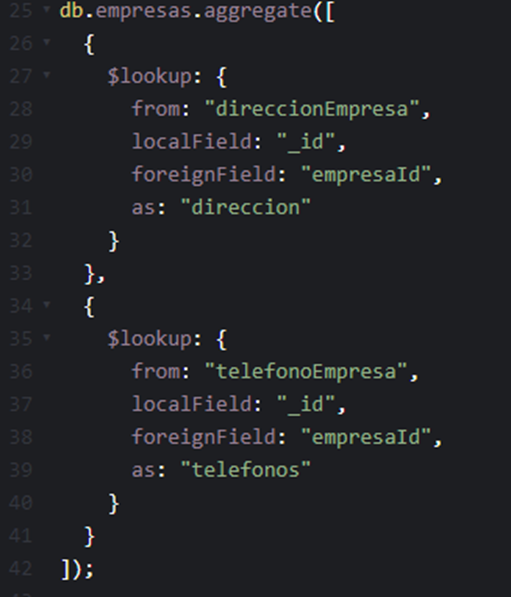 25 db.empresas.aggregate([
26   {
27     $lookup: {
28       from: "direccionEmpresa",
29       localField: "_id",
30       foreignField: "empresaId",
31       as: "direccion"
32     }
33   },
34   {
35     $lookup: {
36       from: "telefonoEmpresa",
37       localField: "_id",
38       foreignField: "empresaId",
39       as: "telefonos"
40     }
41   }
42 ]);